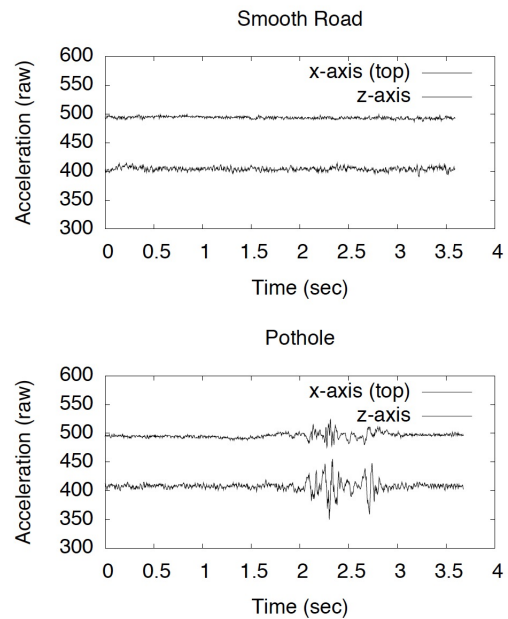 Smooth Road
600
550
500
450
400
350
300
Acceleration (raw)
x-axis (top)
z-axis
0 0.5 1 1.5 2 2.5 3 3.5 4
Time (sec)
Pothole
600
550
500
450
400
350
300
Acceleration (raw)
x-axis (top)
z-axis
0 0.5 1 1.5 2 2.5 3 3.5 4
Time (sec)